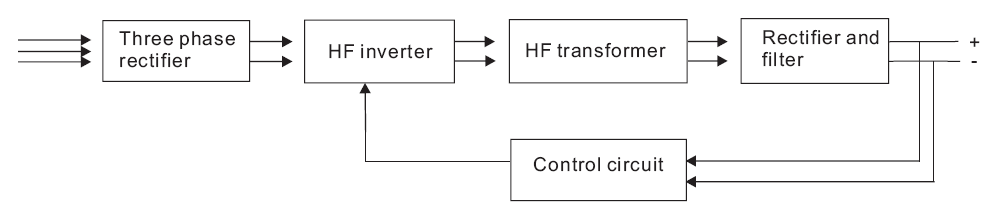 Three phase
rectifier
HF inverter
HF transformer
Rectifier and
filter
+
-
Control circuit